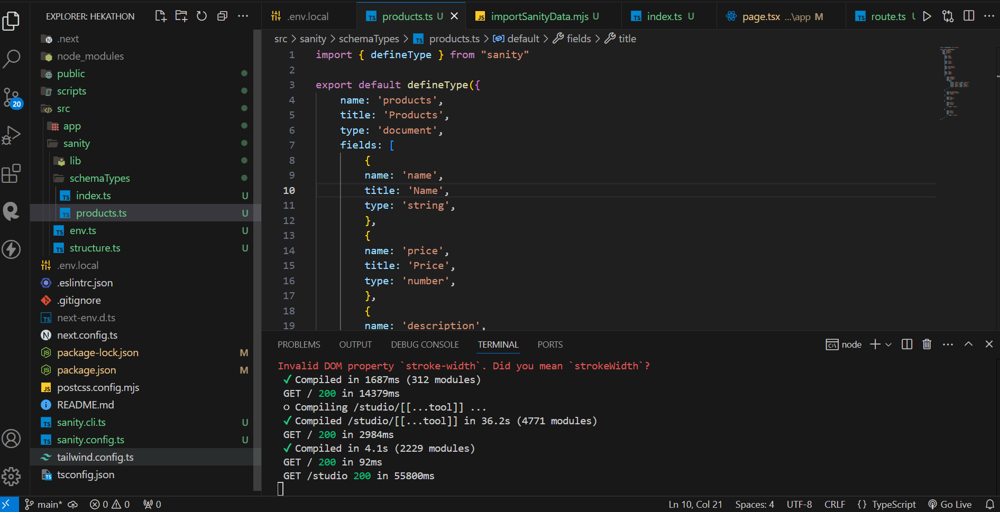 EXPLORER: HEKATHON
.next
node_modules
public
scripts
src
app
sanity
lib
schemaTypes
index.ts U
products.ts U
env.ts U
structure.ts U
.env.local
.eslintrc.json
.gitignore
next-env.d.ts
next.config.ts
package-lock.json M
package.json M
postcss.config.mjs
README.md
sanity.cli.ts U
sanity.config.ts U
tailwind.config.ts
tsconfig.json
20
.env.local products.ts U importSanityData.mjs U index.ts U page.tsx ...\app M route.ts U
src > sanity > schemaTypes > products.ts > default > fields > title
1 import { defineType } from "sanity"
2
3 export default defineType({
4 name: 'products',
5 title: 'Products',
6 type: 'document',
7 fields: [
8 {
9 name: 'name',
10 title: 'Name',
11 type: 'string',
12 },
13 {
14 name: 'price',
15 title: 'Price',
16 type: 'number',
17 },
18 {
19 name: 'description',
PROBLEMS OUTPUT DEBUG CONSOLE TERMINAL PORTS node
Invalid DOM property `stroke-width`. Did you mean `strokeWidth`?
✓ Compiled in 1687ms (312 modules)
GET / 200 in 14379ms
○ Compiling /studio/[[...tool]] ...
✓ Compiled /studio/[[...tool]] in 36.2s (4771 modules)
GET / 200 in 2984ms
✓ Compiled in 4.1s (2229 modules)
GET / 200 in 92ms
GET /studio 200 in 55800ms
main* 0 0 0 Ln 10, Col 21 Spaces: 4 UTF-8 CRLF {} TypeScript Go Live